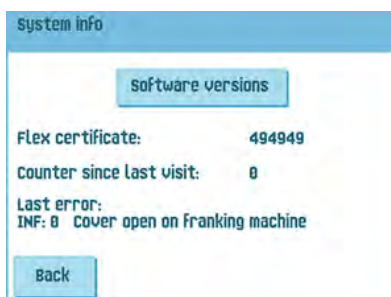 System info
Software versions
Flex certificate: 494949
Counter since last visit: 0
Last error:
INF: 0 Cover open on franking machine
Back